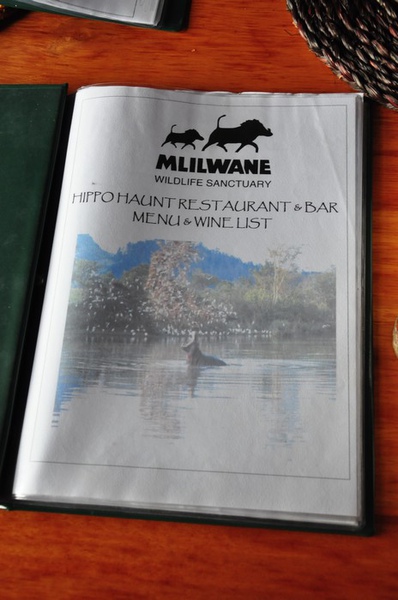 MLILWANE
WILDLIFE SANCTUARY
HIPPO HAUNT RESTAURANT & BAR
MENU & WINE LIST